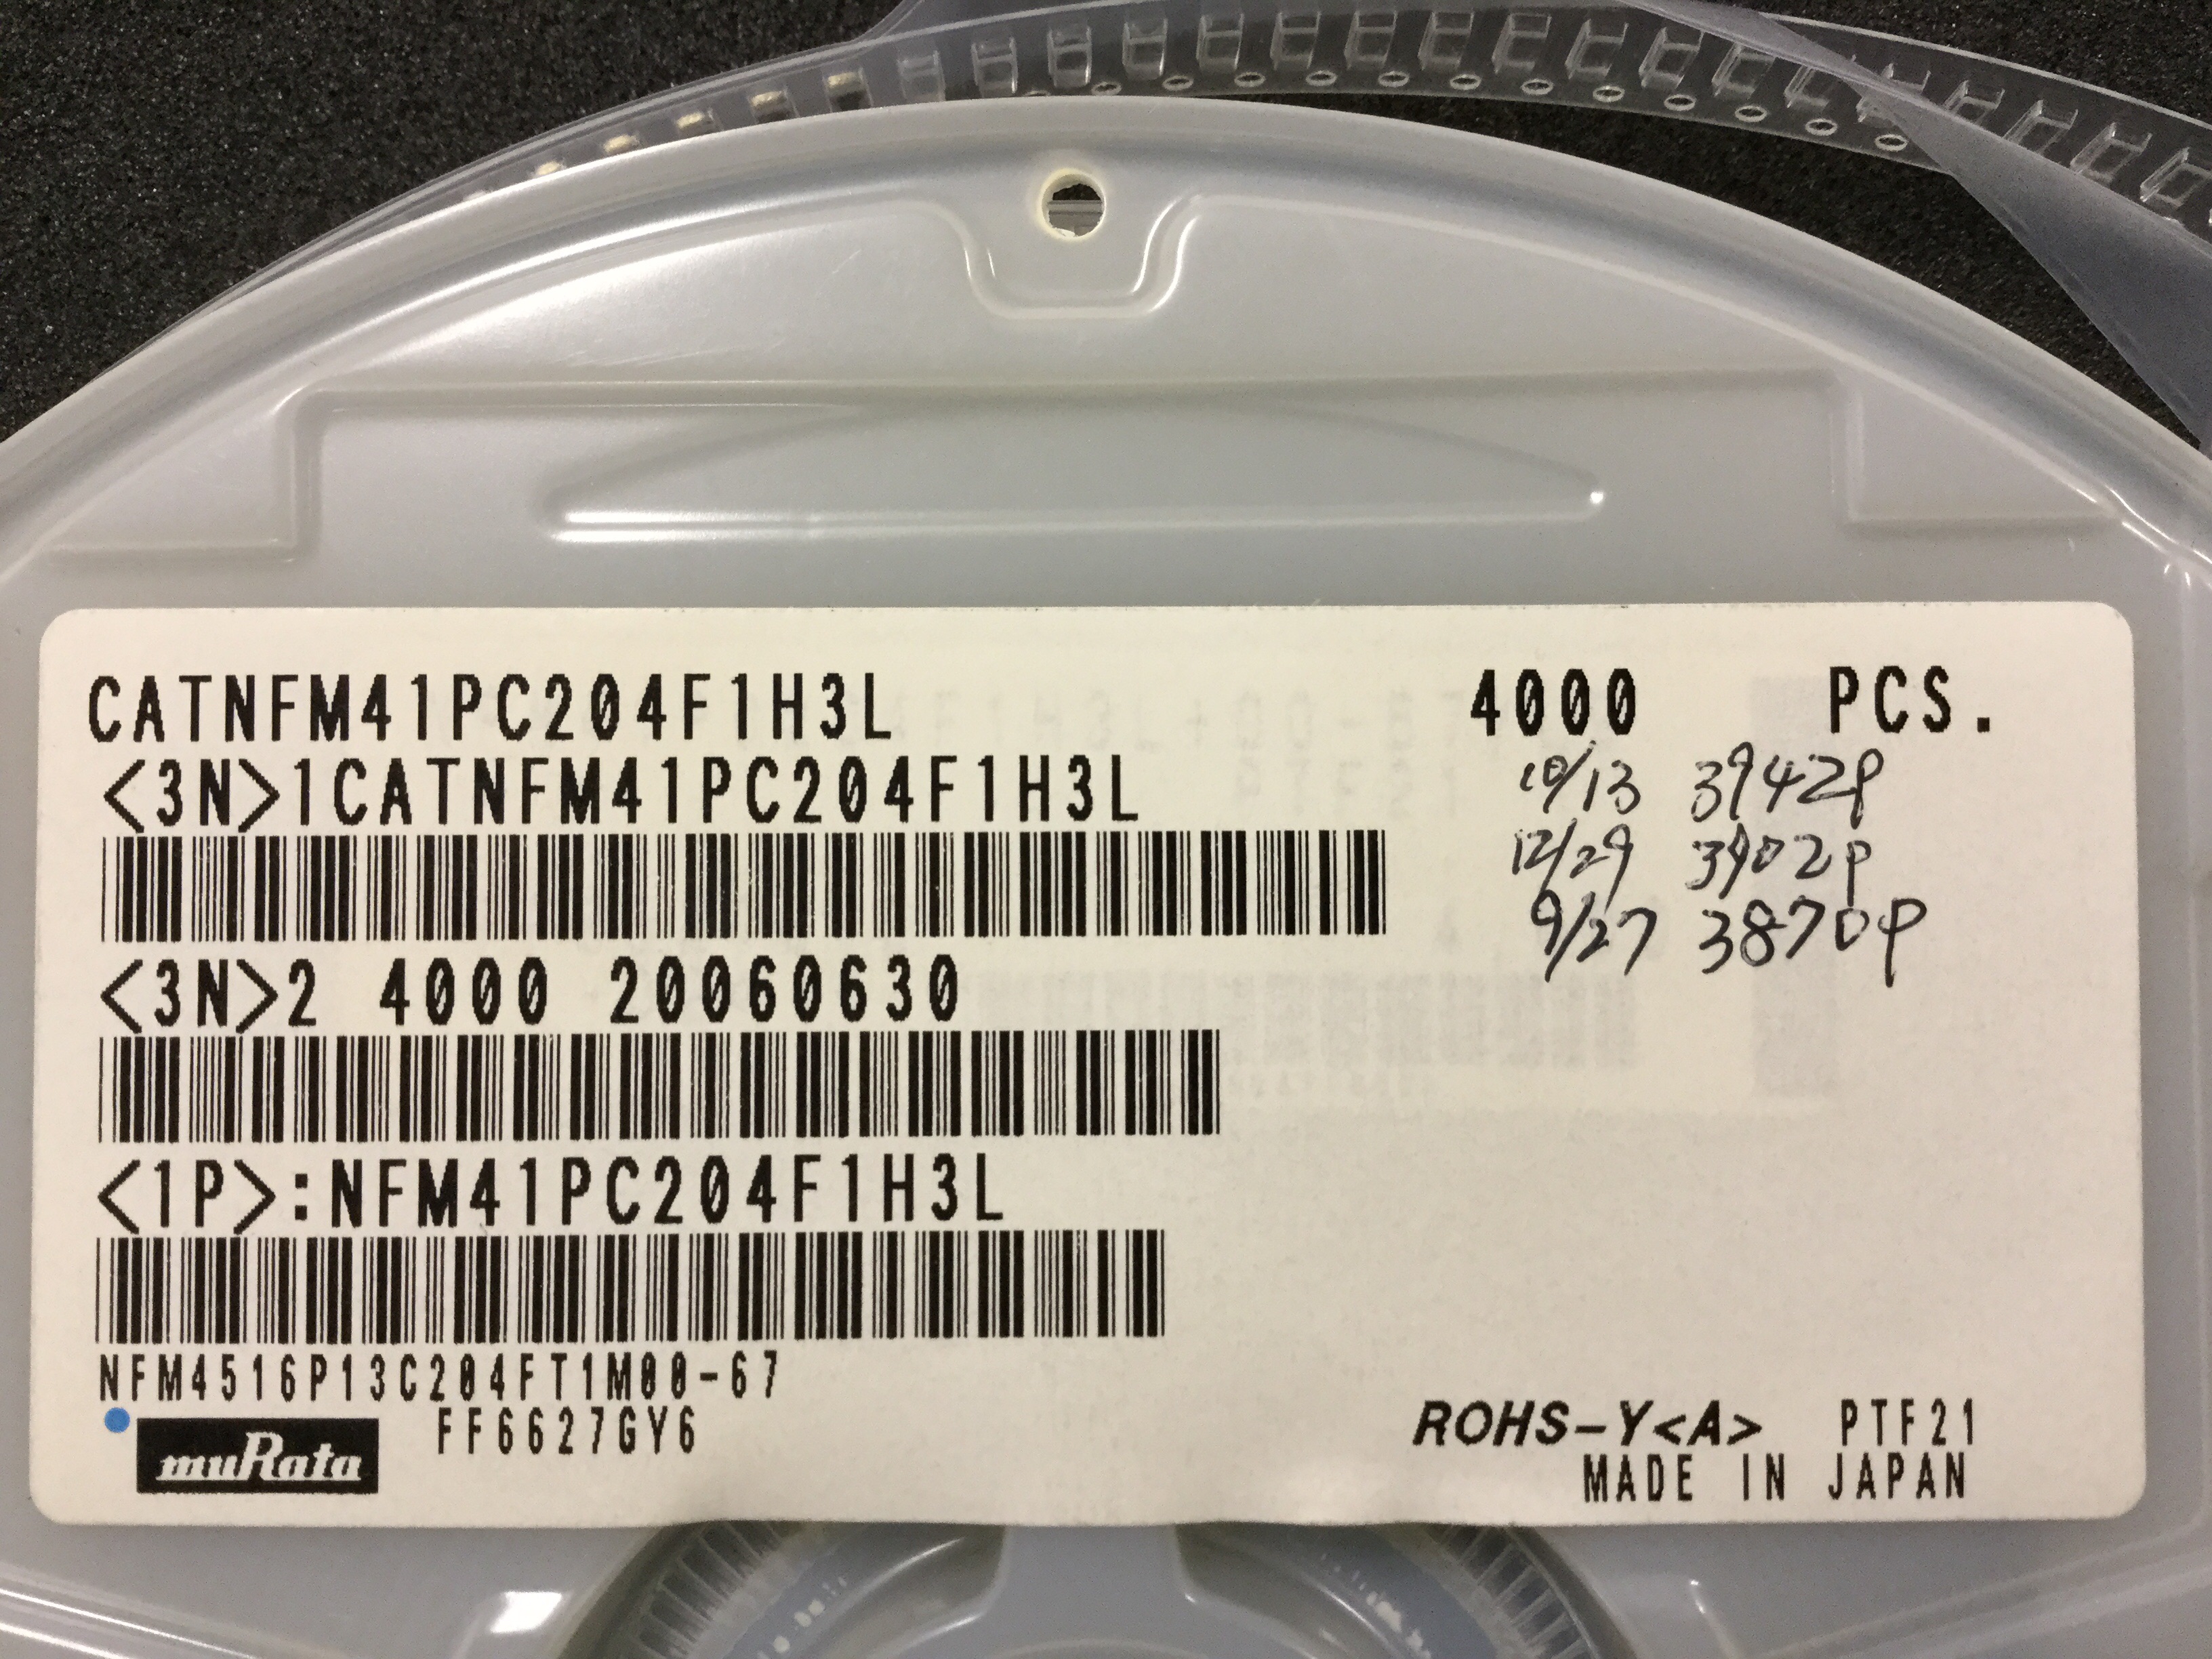 CATNFM41PC204F1H3L 4000 PCS.
<3N>1CATNFM41PC204F1H3L
10/13 3942P
12/29 3902P
9/27 3870P
<3N>2 4000 20060630
<1P>:NFM41PC204F1H3L
NFM4516P13C204FT1M00-67
muRata FF6627GY6
ROHS-Y<A> PTF21
MADE IN JAPAN